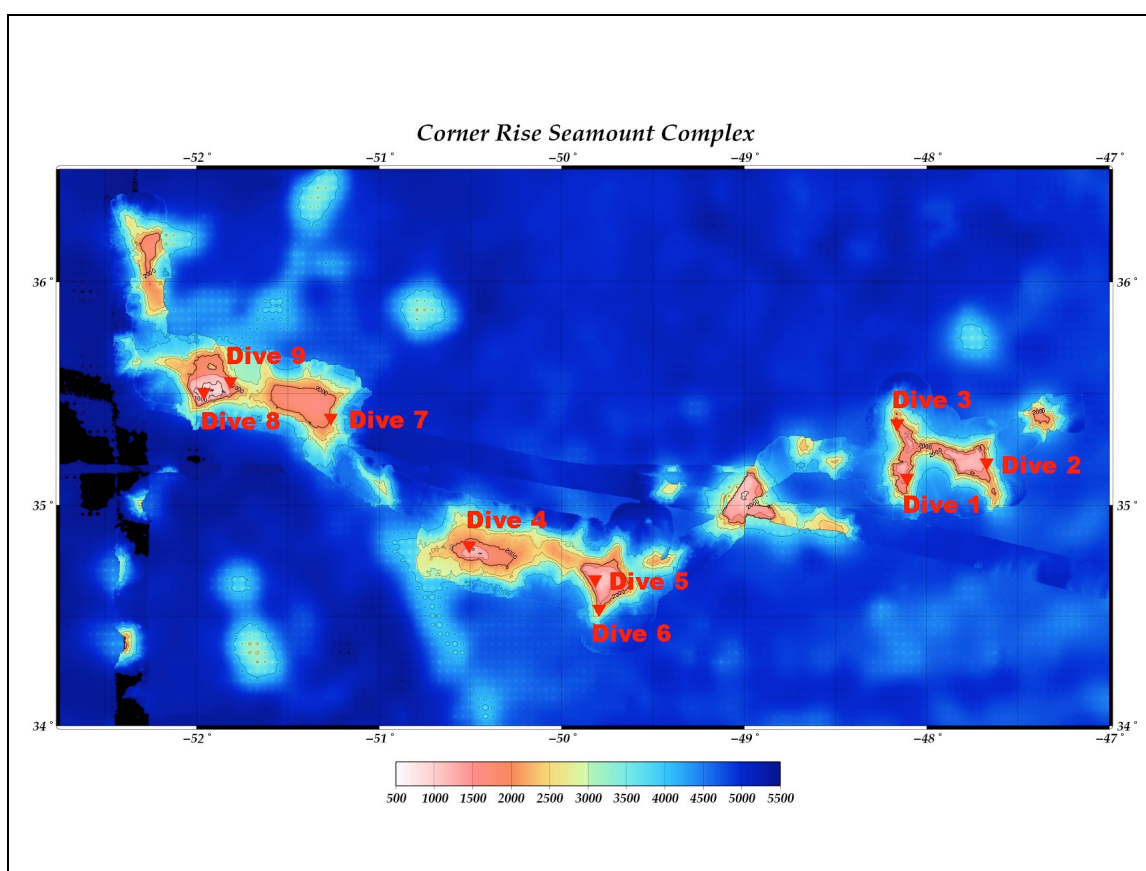 Corner Rise Seamount Complex
−52° −51° −50° −49° −48° −47°
36° 36°
Dive 9
Dive 3
Dive 8 Dive 7
Dive 2
35° Dive 1 35°
Dive 4
Dive 5
Dive 6
34° 34°
−52° −51° −50° −49° −48° −47°
500 1000 1500 2000 2500 3000 3500 4000 4500 5000 5500